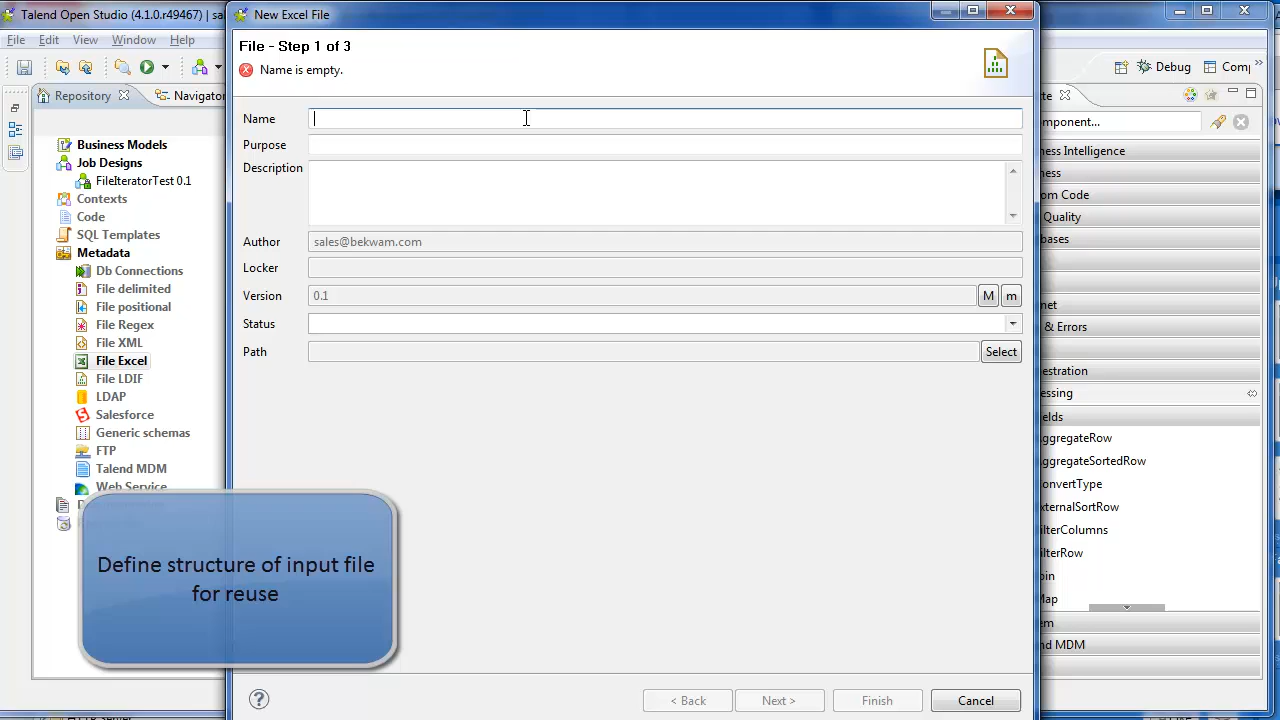 Talend Open Studio (4.1.0.r49467) | sa
New Excel File
File Edit View Window Help
File - Step 1 of 3
Name is empty.
Debug
Comp
Repository
Navigator
Name
Purpose
Description
Author
sales@bekwam.com
Locker
Version
0.1
M
m
Status
Path
Select
Business Models
Job Designs
FileIteratorTest 0.1
Contexts
Code
SQL Templates
Metadata
Db Connections
File delimited
File positional
File Regex
File XML
File Excel
File LDIF
LDAP
Salesforce
Generic schemas
FTP
Talend MDM
Web Service
Define structure of input file
for reuse
te
mponent...
ess Intelligence
ness
om Code
Quality
bases
net
& Errors
hestration
essing
elds
ggregateRow
ggregateSortedRow
onvertType
xternalSortRow
ilterColumns
ilterRow
oin
Map
em
nd MDM
?
< Back
Next >
Finish
Cancel